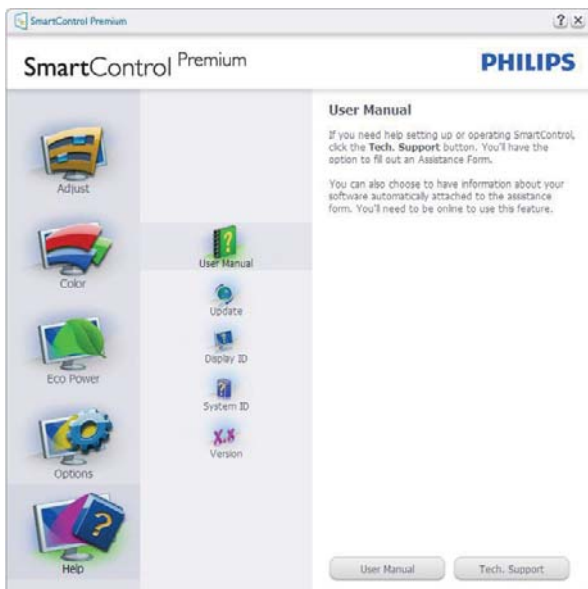 SmartControl Premium
SmartControl Premium
PHILIPS
Adjust
Color
Eco Power
Options
Help
User Manual
Update
Display ID
System ID
X.X
Version
User Manual
If you need help setting up or operating SmartControl,
click the Tech. Support button. You'll have the
option to fill out an Assistance Form.
You can also choose to have information about your
software automatically attached to the assistance
form. You'll need to be online to use this feature.
User Manual
Tech. Support